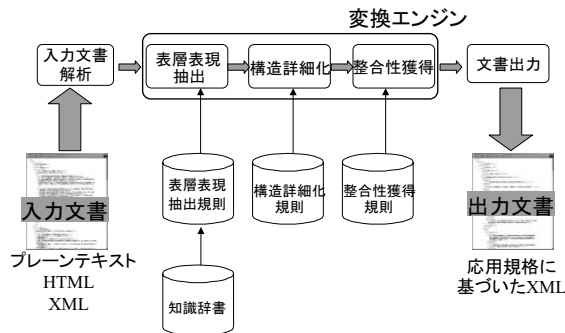 変換エンジン
入力文書
解析
表層表現
抽出
構造詳細化
整合性獲得
文書出力
入力文書
プレーンテキスト
HTML
XML
表層表現
抽出規則
構造詳細化
規則
整合性獲得
規則
知識辞書
出力文書
応用規格に
基づいたXML